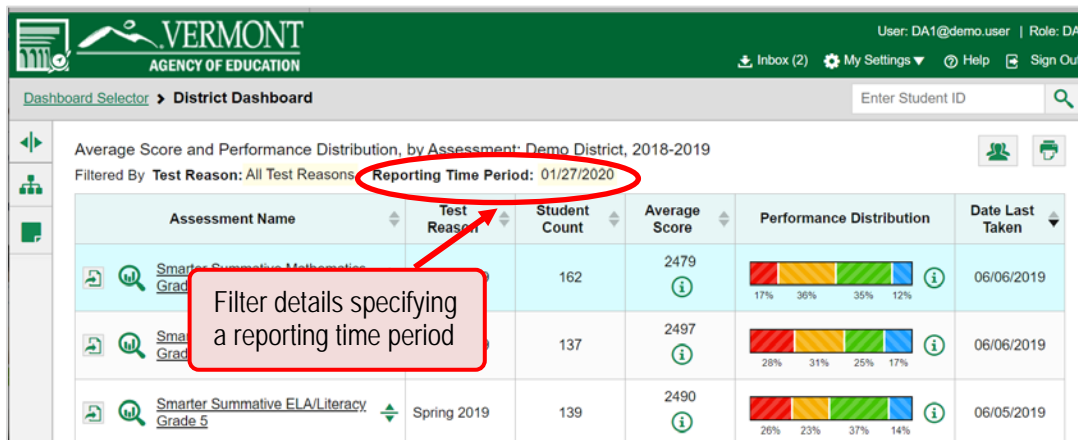 VERMONT
AGENCY OF EDUCATION
User: DA1@demo.user | Role: DA
Inbox (2) My Settings ▼ Help Sign Out
Dashboard Selector > District Dashboard
Enter Student ID
Average Score and Performance Distribution, by Assessment: Demo District, 2018-2019
Filtered By Test Reason: All Test Reasons Reporting Time Period: 01/27/2020
Assessment Name
Test Reason
Student Count
Average Score
Performance Distribution
Date Last Taken
Smarter Summative Mathematics
162
2479
17% 36% 35% 12%
06/06/2019
Filter details specifying
a reporting time period
137
2497
28% 31% 25% 17%
06/06/2019
Smarter Summative ELA/Literacy
Grade 5
Spring 2019
139
2490
26% 23% 37% 14%
06/05/2019